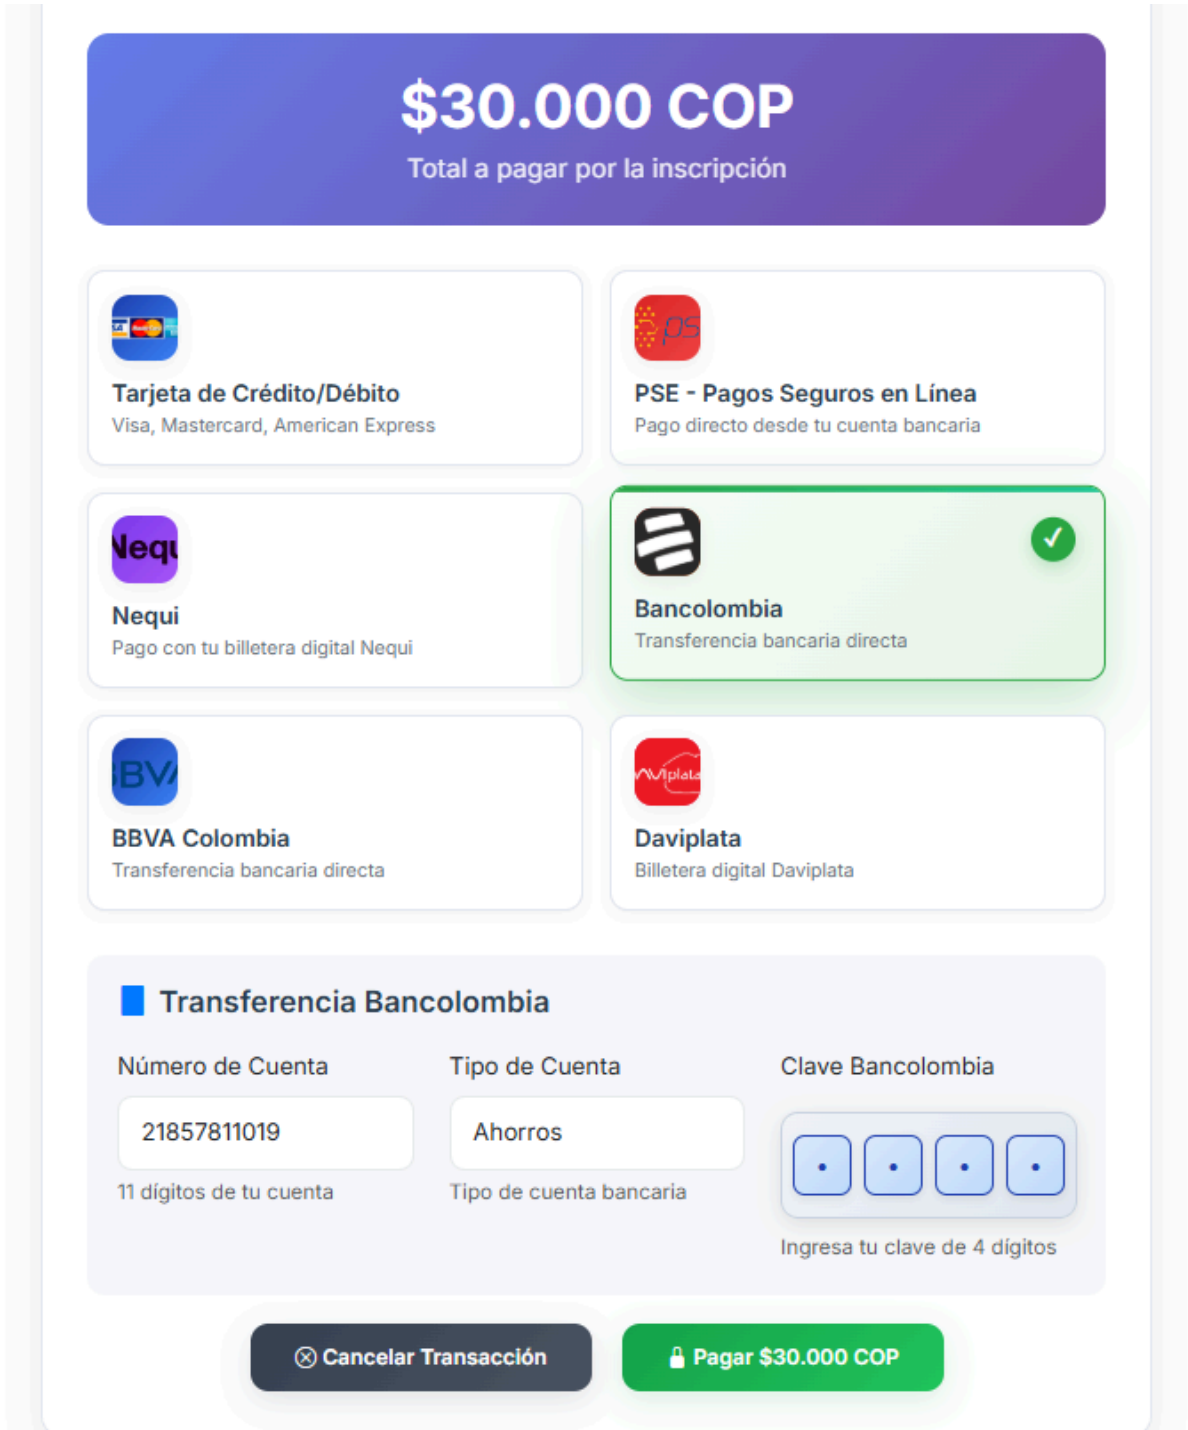 $30.000 COP
Total a pagar por la inscripción
Tarjeta de Crédito/Débito
Visa, Mastercard, American Express
PSE - Pagos Seguros en Línea
Pago directo desde tu cuenta bancaria
Nequi
Nequi
Pago con tu billetera digital Nequi
Bancolombia
Transferencia bancaria directa
BBVA
BBVA Colombia
Transferencia bancaria directa
DAVIplata
Daviplata
Billetera digital Daviplata
Transferencia Bancolombia
Número de Cuenta
Tipo de Cuenta
Clave Bancolombia
21857811019
Ahorros
11 dígitos de tu cuenta
Tipo de cuenta bancaria
Ingresa tu clave de 4 dígitos
Cancelar Transacción
Pagar $30.000 COP